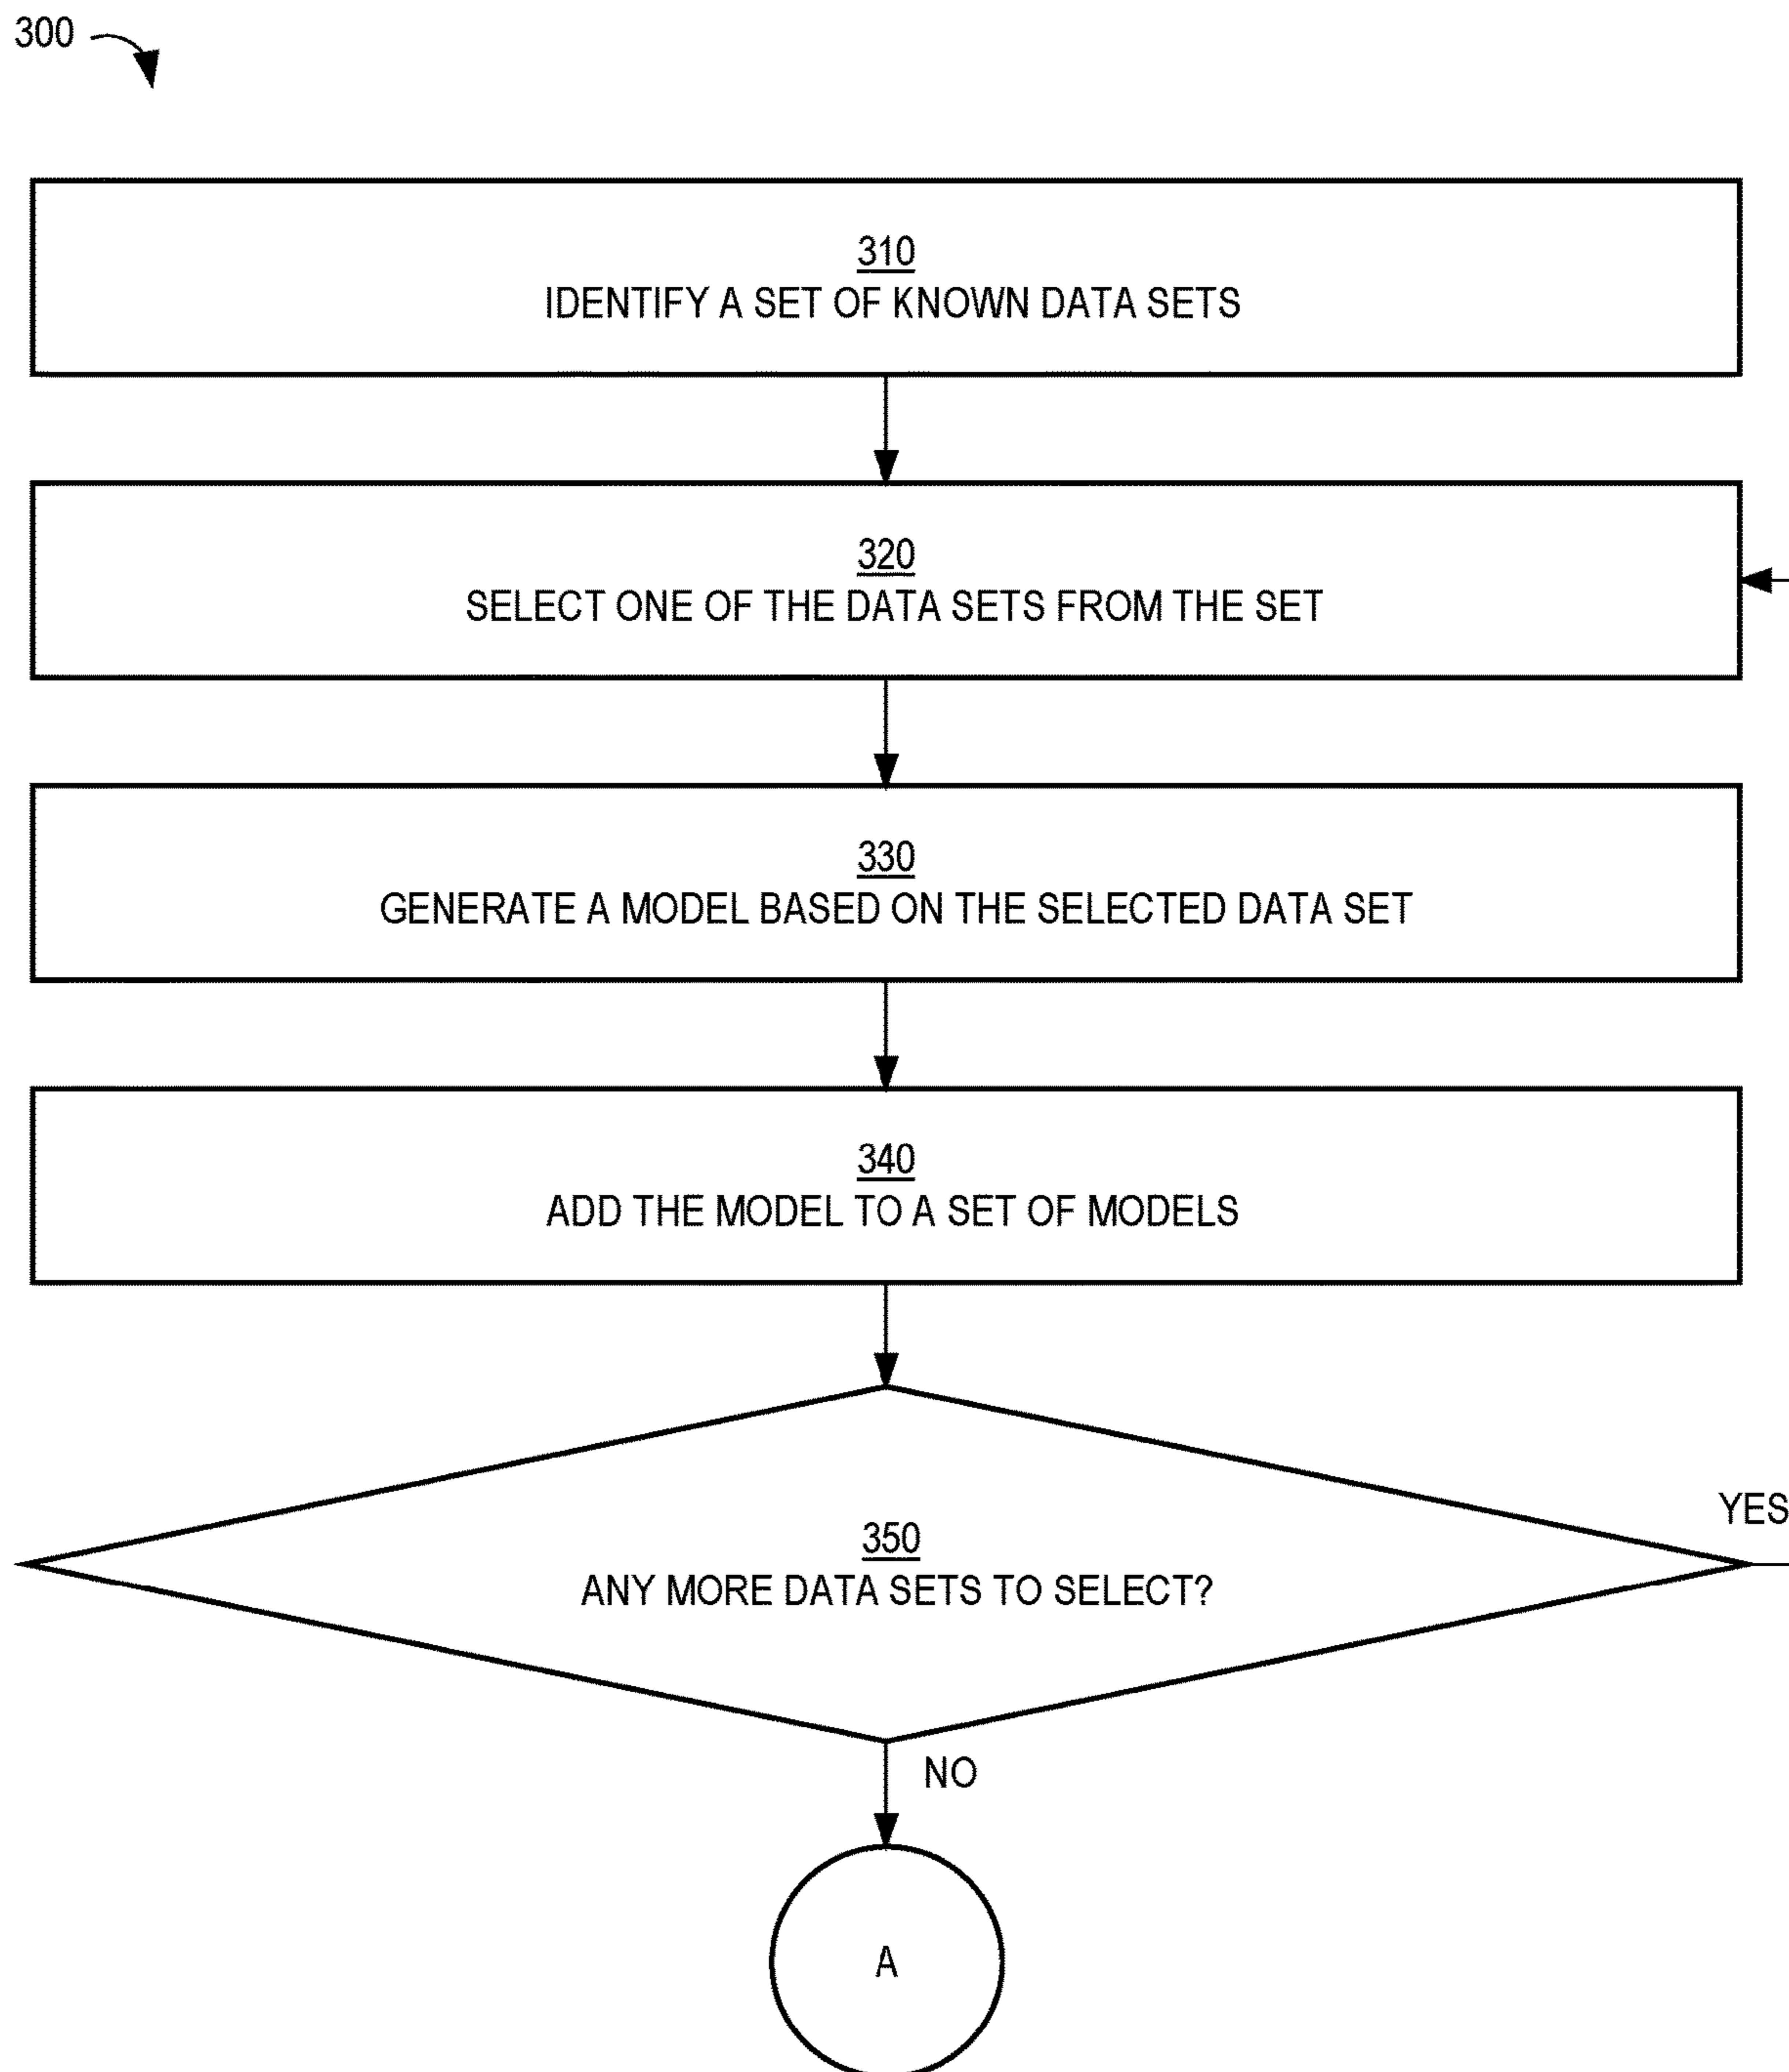 300
310
IDENTIFY A SET OF KNOWN DATA SETS
320
SELECT ONE OF THE DATA SETS FROM THE SET
330
GENERATE A MODEL BASED ON THE SELECTED DATA SET
340
ADD THE MODEL TO A SET OF MODELS
YES
350
ANY MORE DATA SETS TO SELECT?
NO
A